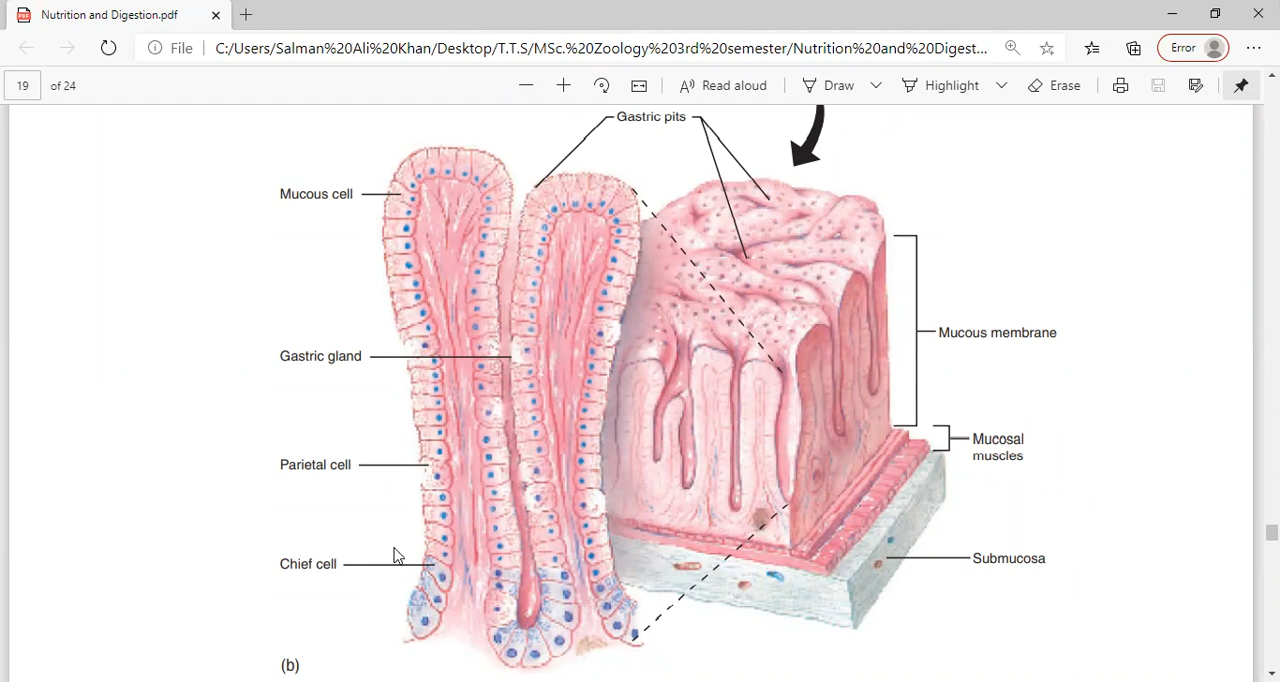 Nutrition and Digestion.pdf
File
C:/Users/Salman%20Ali%20Khan/Desktop/T.T.S/MSc.%20Zoology%203rd%20semester/Nutrition%20and%20Digest...
Error
19 of 24
Read aloud
Draw
Highlight
Erase
Gastric pits
Mucous cell
Mucous membrane
Gastric gland
Mucosal
muscles
Parietal cell
Chief cell
Submucosa
(b)